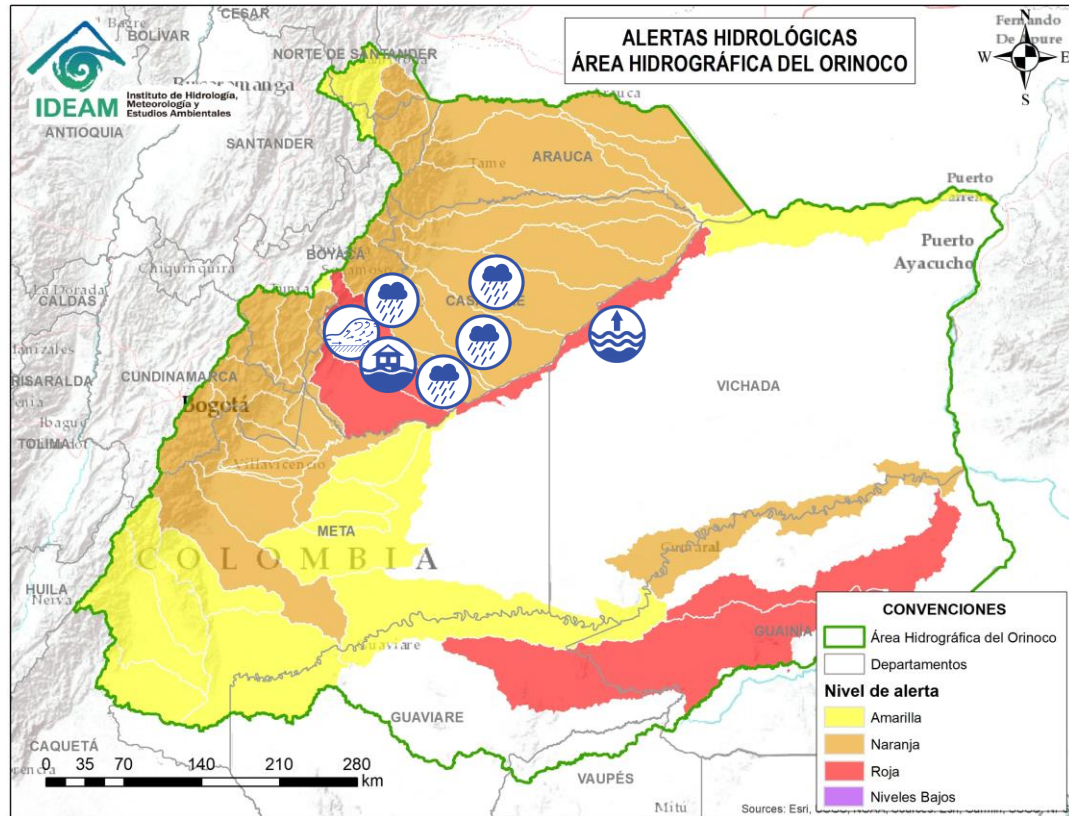 ALERTAS HIDROLÓGICAS
ÁREA HIDROGRÁFICA DEL ORINOCO
IDEAM
Instituto de Hidrología,
Meteorología y
Estudios Ambientales
N
W
E
S
CESAR
BOLÍVAR
NORTE DE SANTANDER
ANTIOQUIA
SANTANDER
Arauca
Tame
ARAUCA
Puerto
Puerto
Ayacucho
BOYACÁ
Chiquinquira
CALDAS
CUNDINAMARCA
Bogotá
TOLIMA
VICHADA
Villavicencio
META
COLOMBIA
HUILA
GUAINÍA
GUAVIARE
CAQUETÁ
VAUPÉS
Mitú
0 35 70 140 210 280
km
CONVENCIONES
Área Hidrográfica del Orinoco
Departamentos
Nivel de alerta
Amarilla
Naranja
Roja
Niveles Bajos
Sources: Esri,